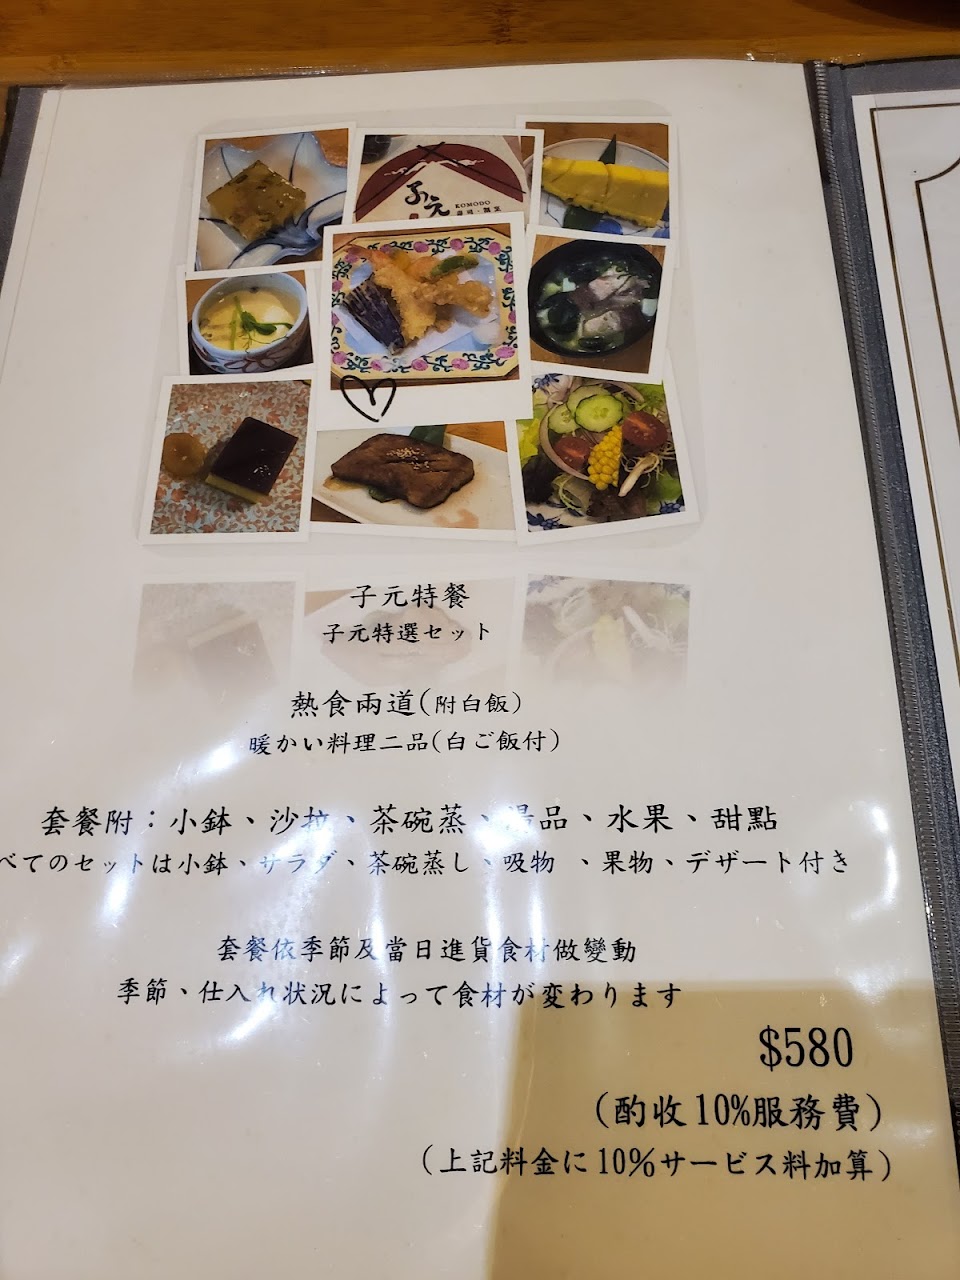 子元
KOMODO
子元特餐
子元特選セット
熱食兩道(附白飯)
暖かい料理二品(白ご飯付)
套餐附：小鉢、沙拉、茶碗蒸、湯品、水果、甜點
べてのセットは小鉢、サラダ、茶碗蒸し、吸物 、果物、デザート付き
套餐依季節及當日進貨食材做變動
季節、仕入れ状況によって食材が変わります
$580
(酌收10%服務費)
(上記料金に10%サービス料加算)